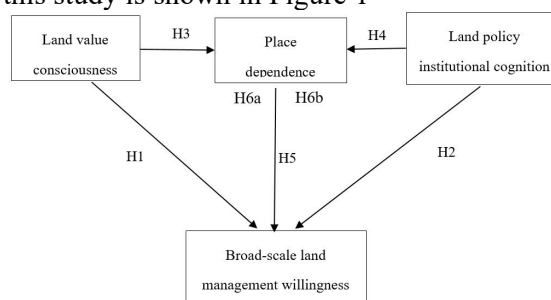 this study is shown in Figure 1
Land value
consciousness
H3
Place
dependence
H4
Land policy
institutional cognition
H6a H6b
H1
H5
H2
Broad-scale land
management willingness